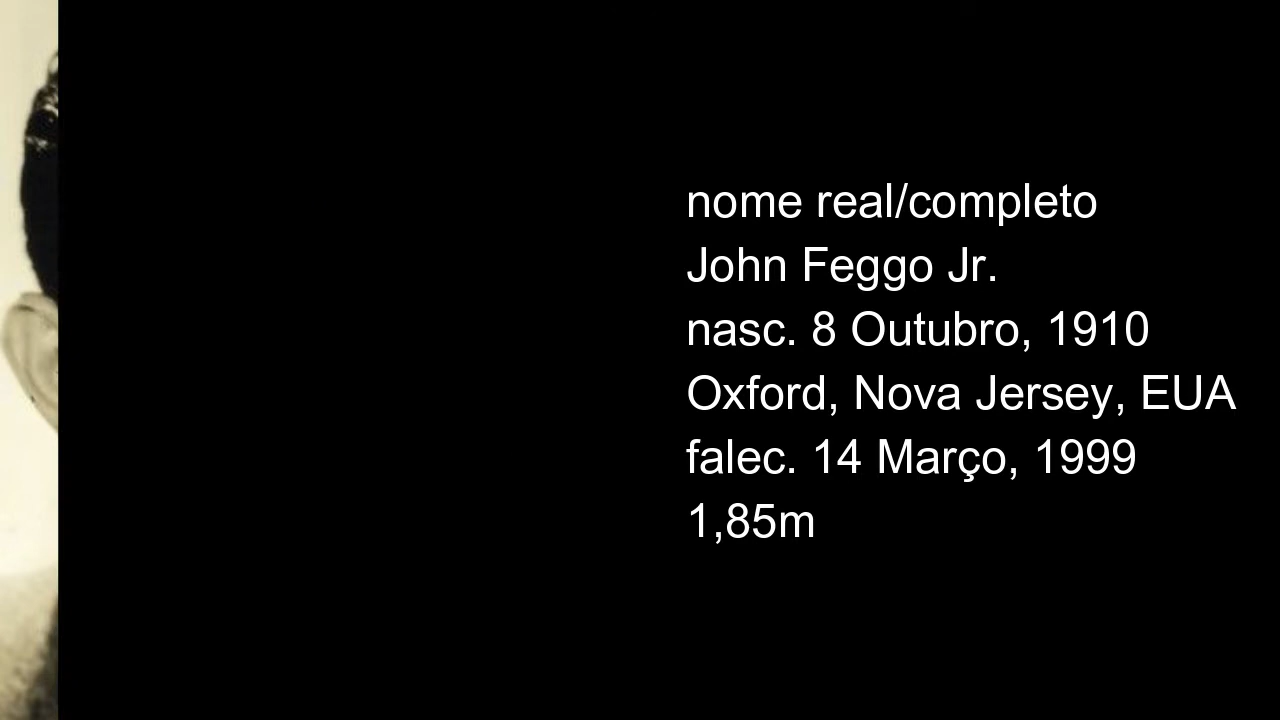 nome real/completo
John Feggo Jr.
nasc. 8 Outubro, 1910
Oxford, Nova Jersey, EUA
falec. 14 Março, 1999
1,85m